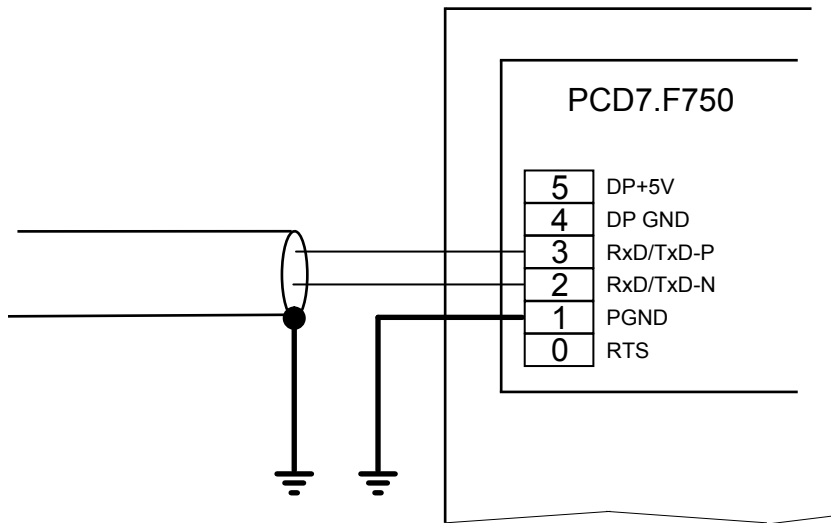 PCD7.F750
5 DP+5V
4 DP GND
3 RxD/TxD-P
2 RxD/TxD-N
1 PGND
0 RTS